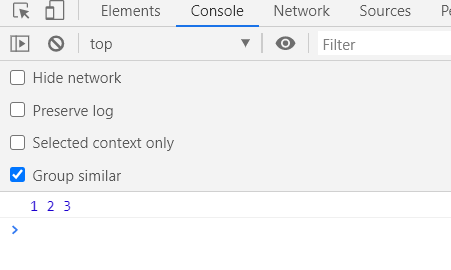 Elements Console Network Sources Pe
top Filter
Hide network
Preserve log
Selected context only
Group similar
1 2 3